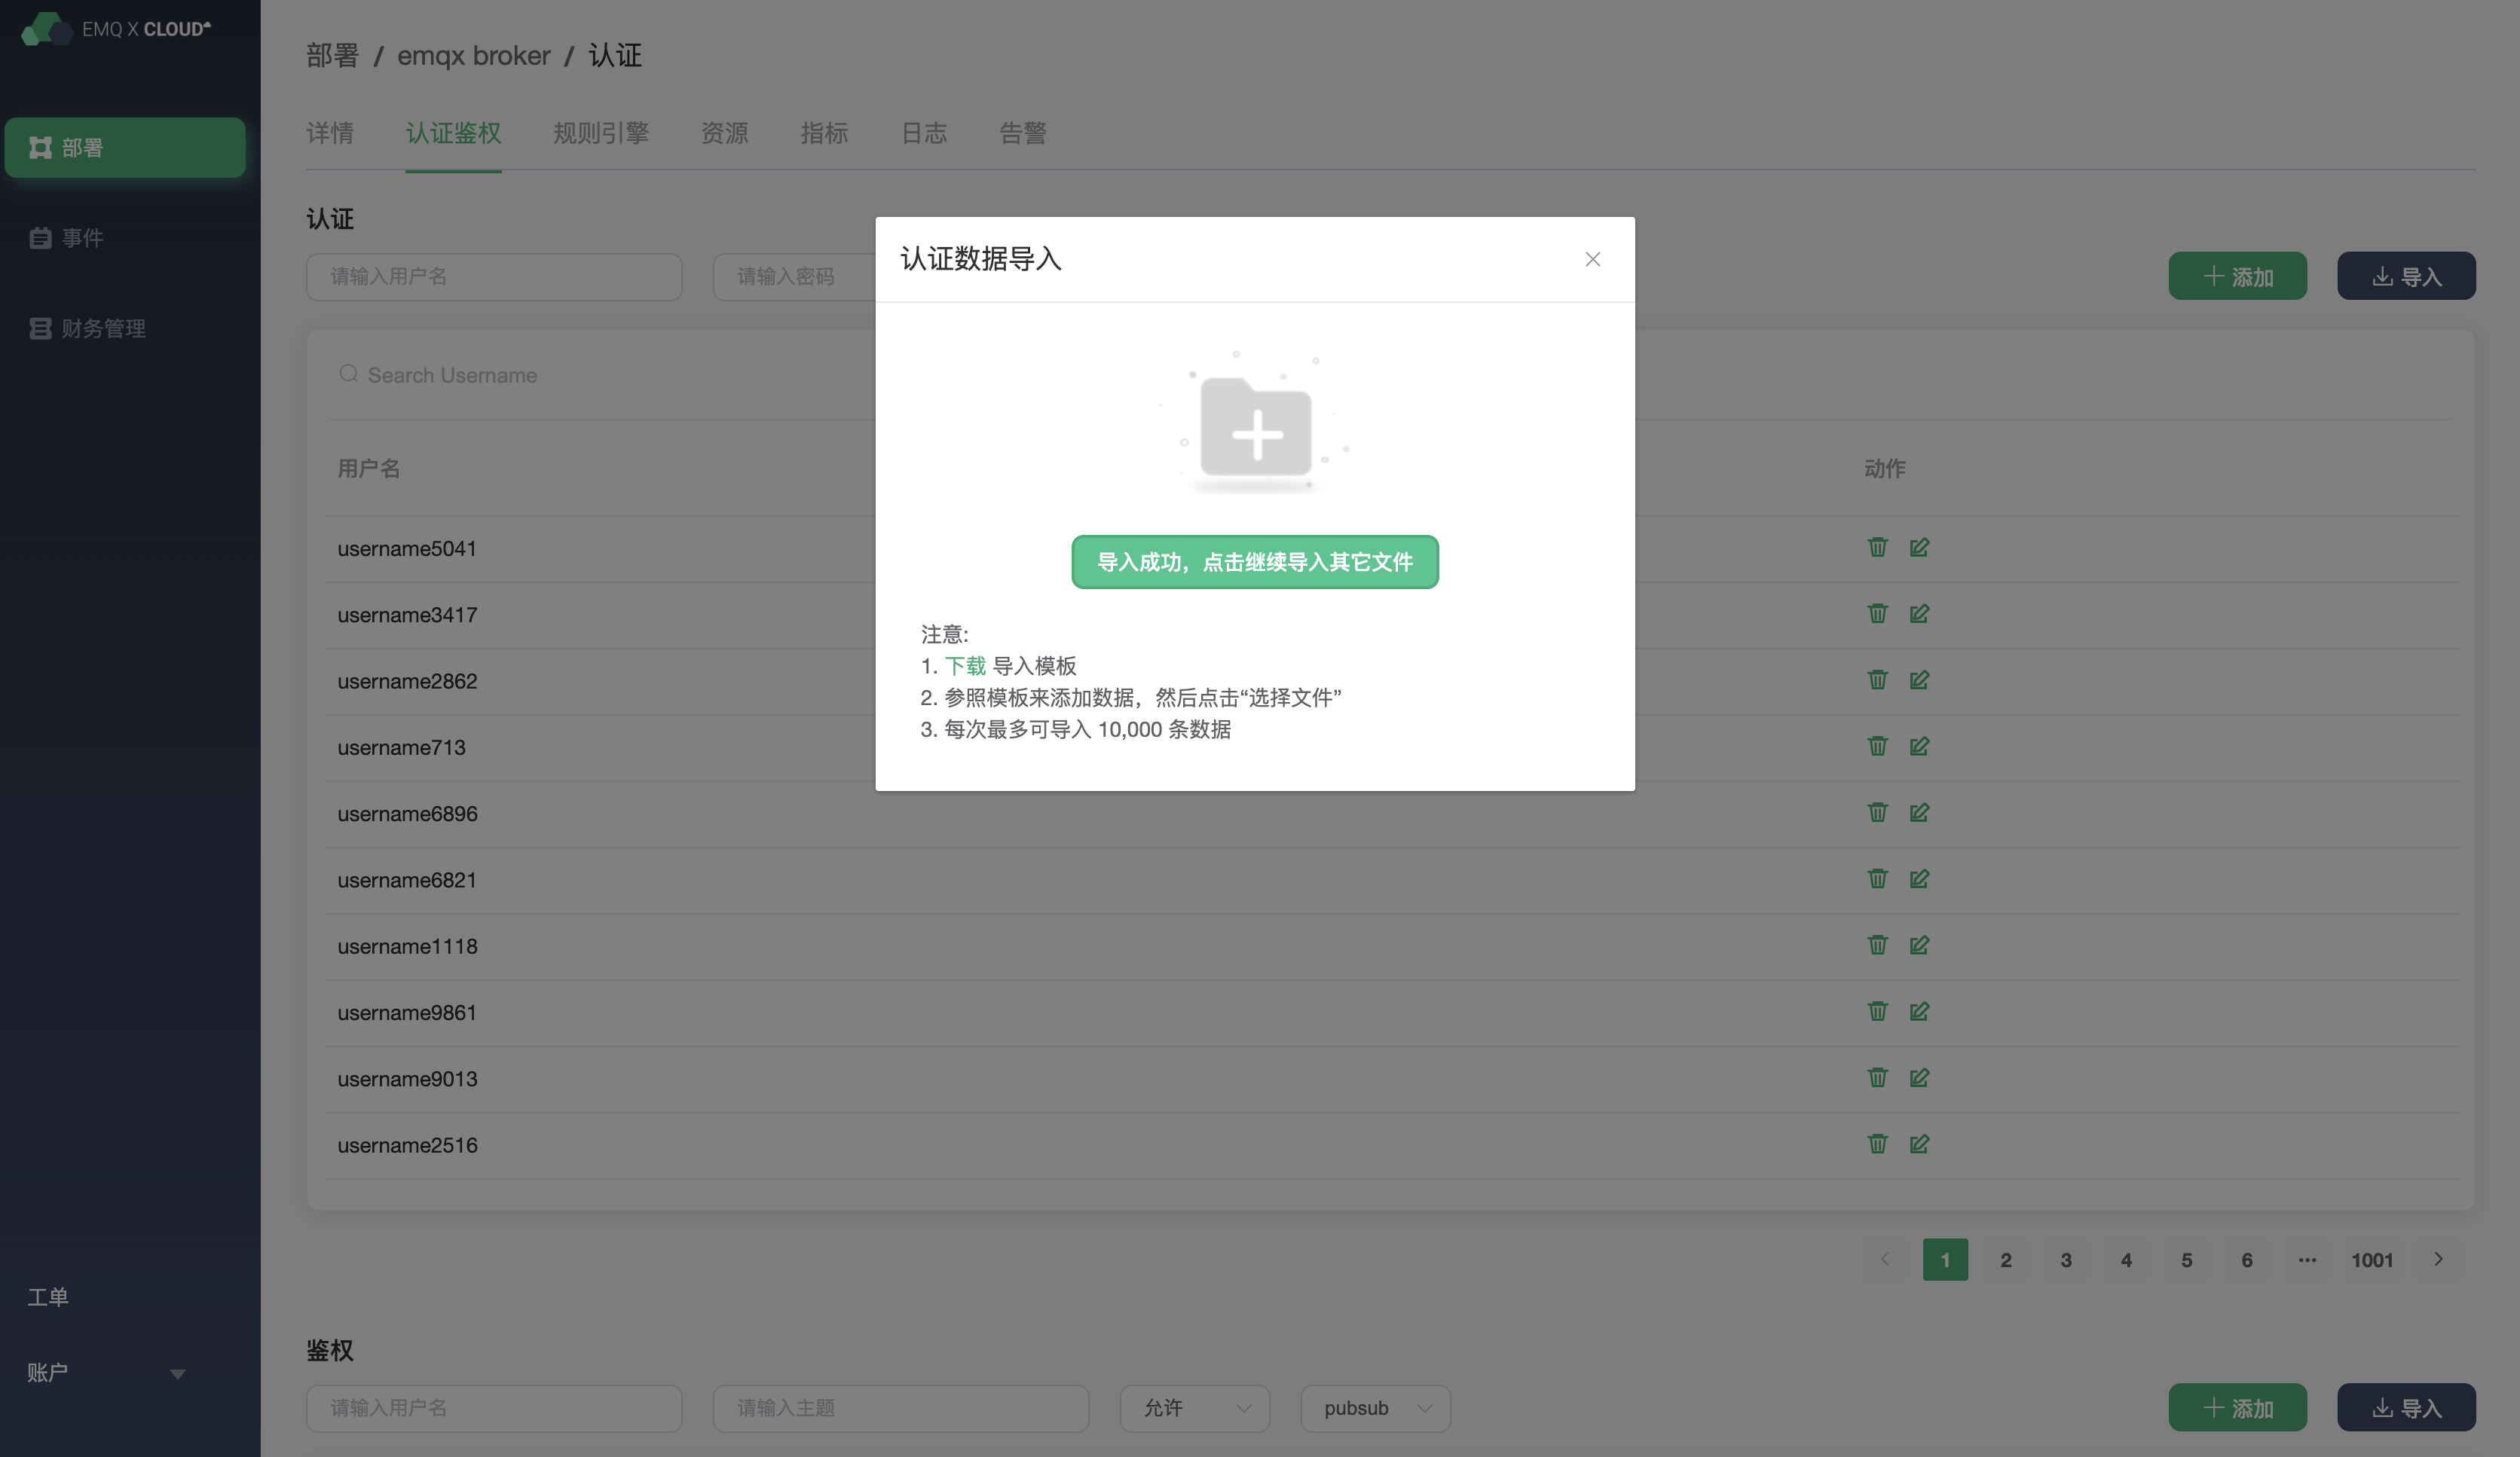 EMQ X CLOUD
部署
事件
财务管理
工单
账户
部署 / emqx broker / 认证
详情 认证鉴权 规则引擎 资源 指标 日志 告警
认证
请输入用户名 请输入密码 添加 导入
Search Username
用户名 动作
username5041
username3417
username2862
username713
username6896
username6821
username1118
username9861
username9013
username2516
认证数据导入
导入成功，点击继续导入其它文件
注意:
1. 下载 导入模板
2. 参照模板来添加数据，然后点击“选择文件”
3. 每次最多可导入 10,000 条数据
1 2 3 4 5 6 ··· 1001
鉴权
请输入用户名 请输入主题 允许 pubsub 添加 导入